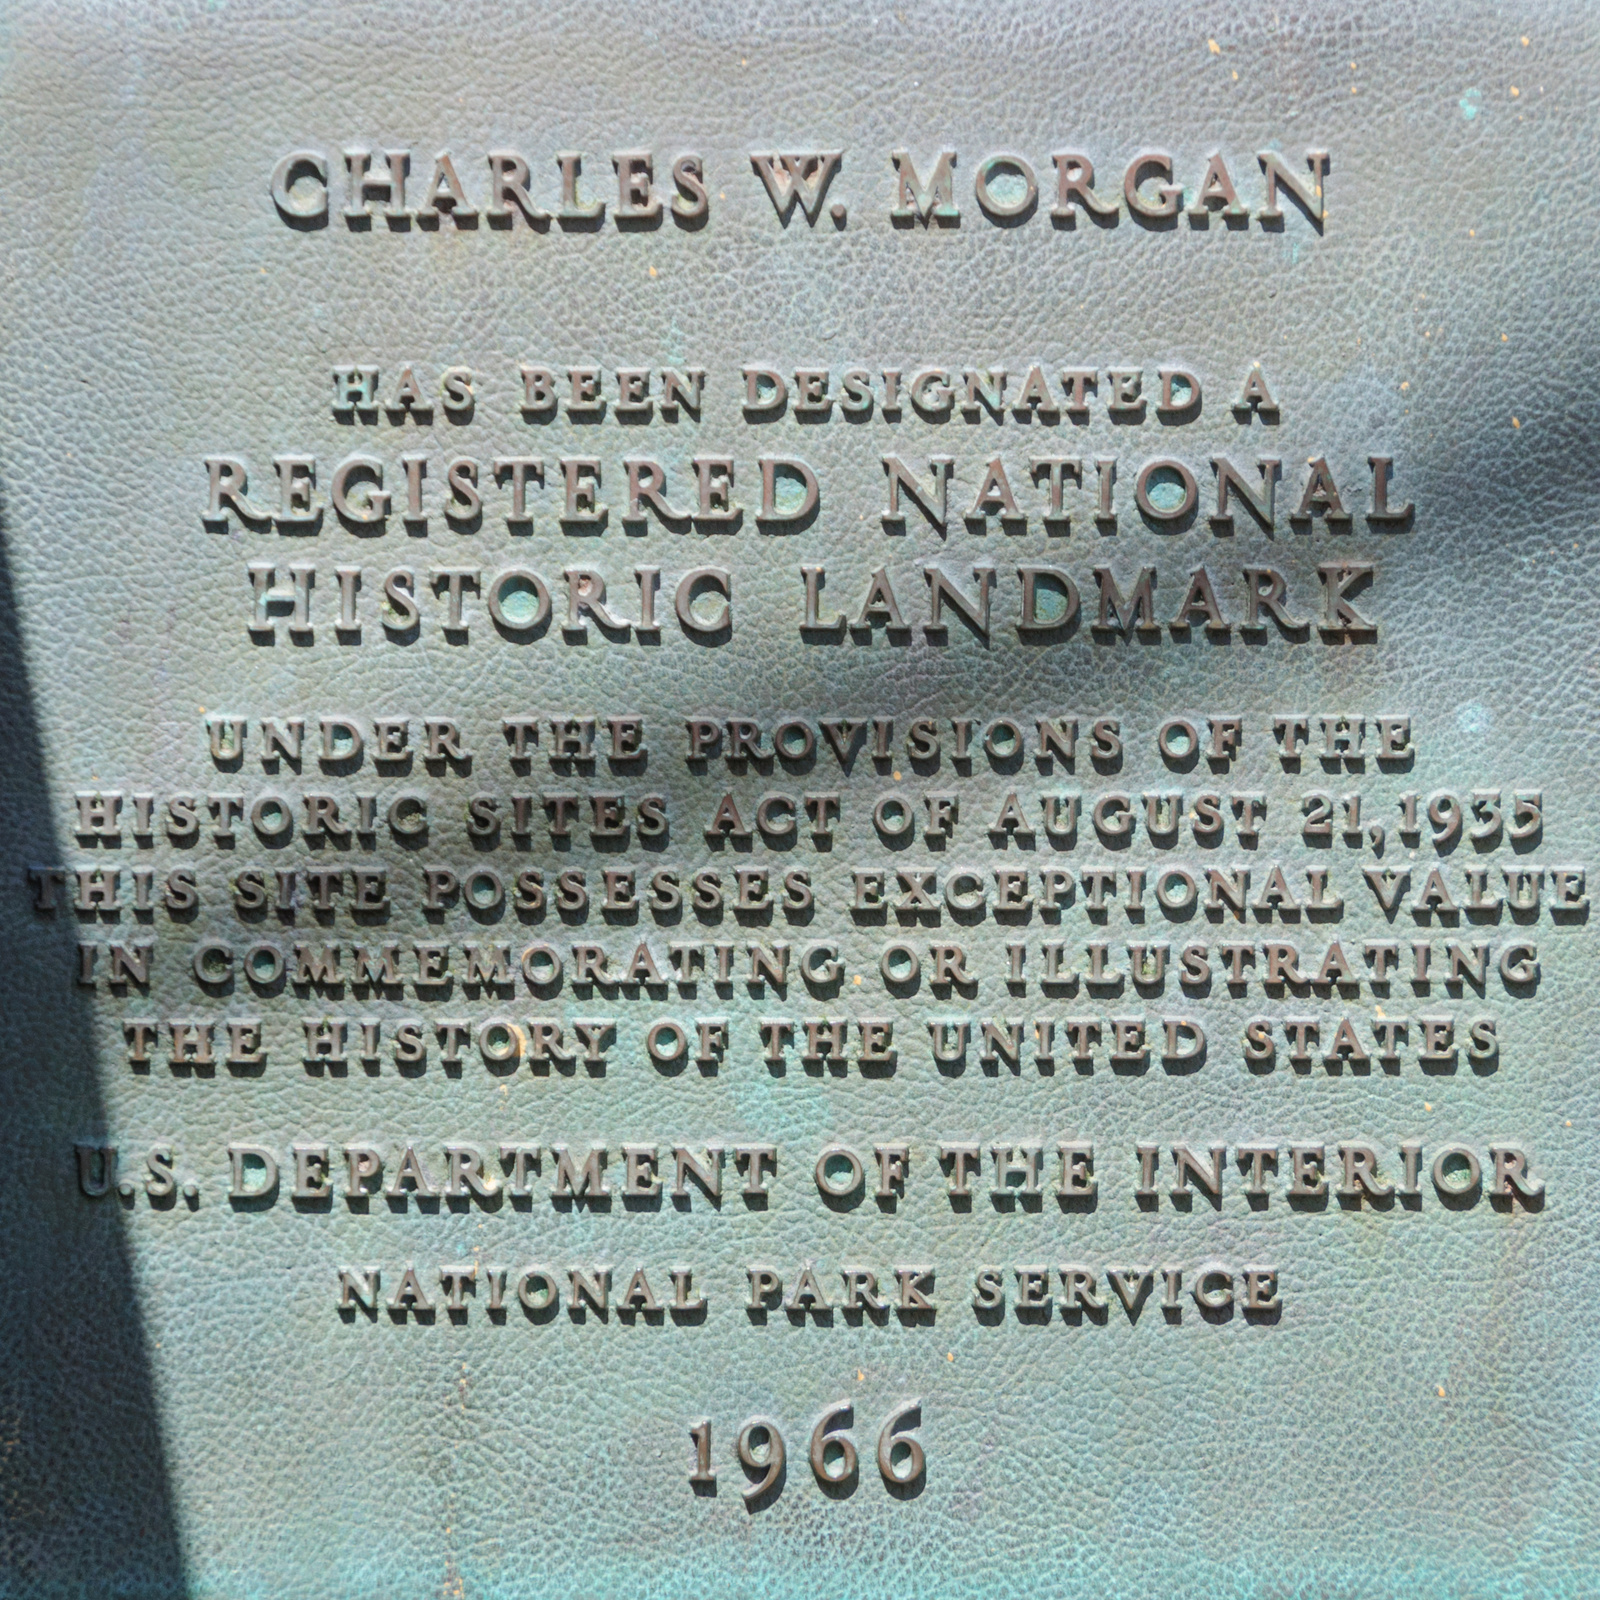 CHARLES W. MORGAN
HAS BEEN DESIGNATED A
REGISTERED NATIONAL
HISTORIC LANDMARK
UNDER THE PROVISIONS OF THE
HISTORIC SITES ACT OF AUGUST 21, 1935
THIS SITE POSSESSES EXCEPTIONAL VALUE
IN COMMEMORATING OR ILLUSTRATING
THE HISTORY OF THE UNITED STATES
U.S. DEPARTMENT OF THE INTERIOR
NATIONAL PARK SERVICE
1966